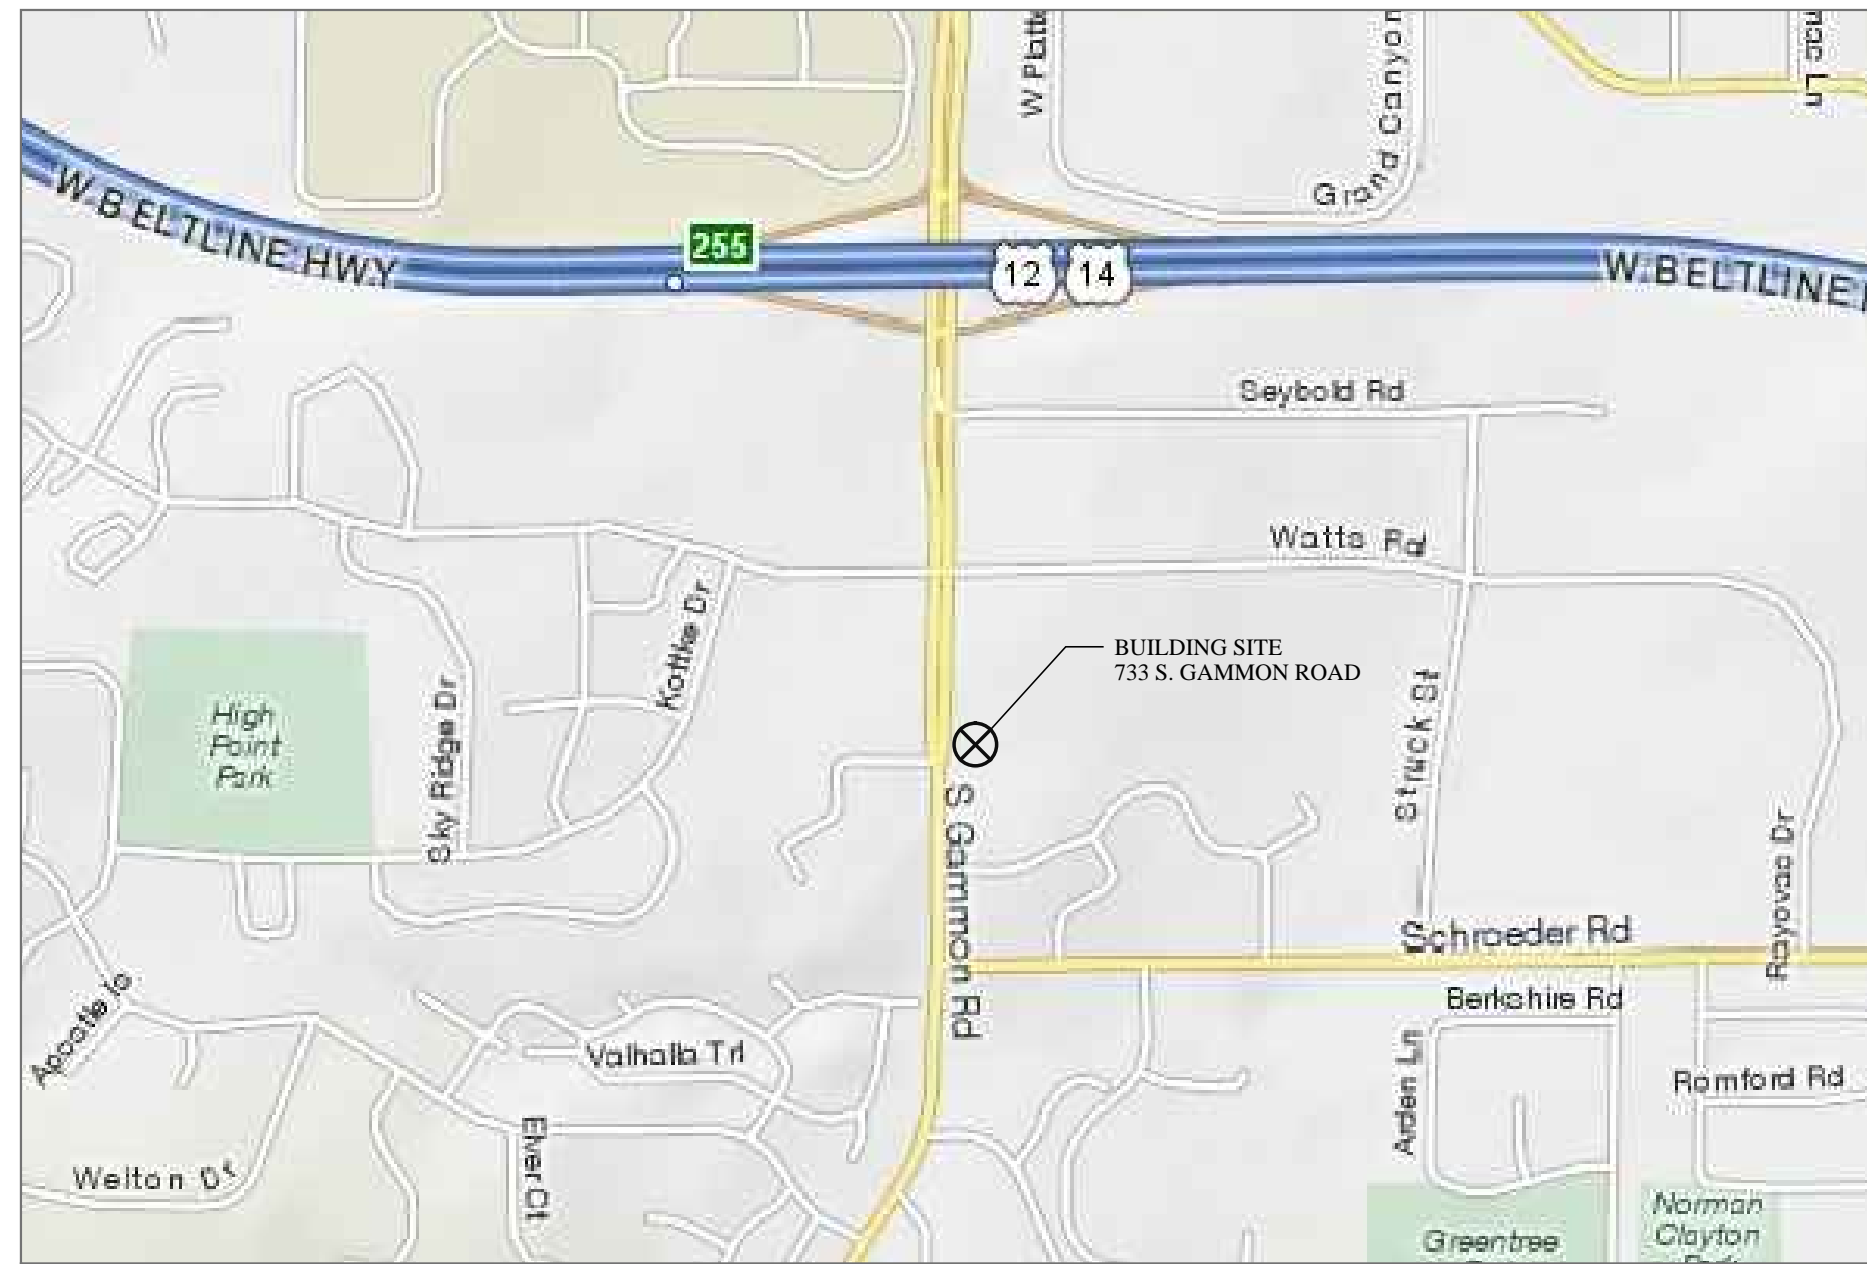 W Platte
Grand Canyon
mac Ln
W BELTLINE HWY
255
12
14
W BELTLINE
Seybold Rd
Watts Rd
Kottke Dr
BUILDING SITE
733 S. GAMMON ROAD
High
Point
Park
Sky Ridge Dr
Struck St
S Gammon Rd
Rayovac Dr
Schroeder Rd
Berkshire Rd
Valhalla Trl
Arden Ln
Romford Rd
Elver Ct
Welton Dr
Norman
Clayton
Greentree